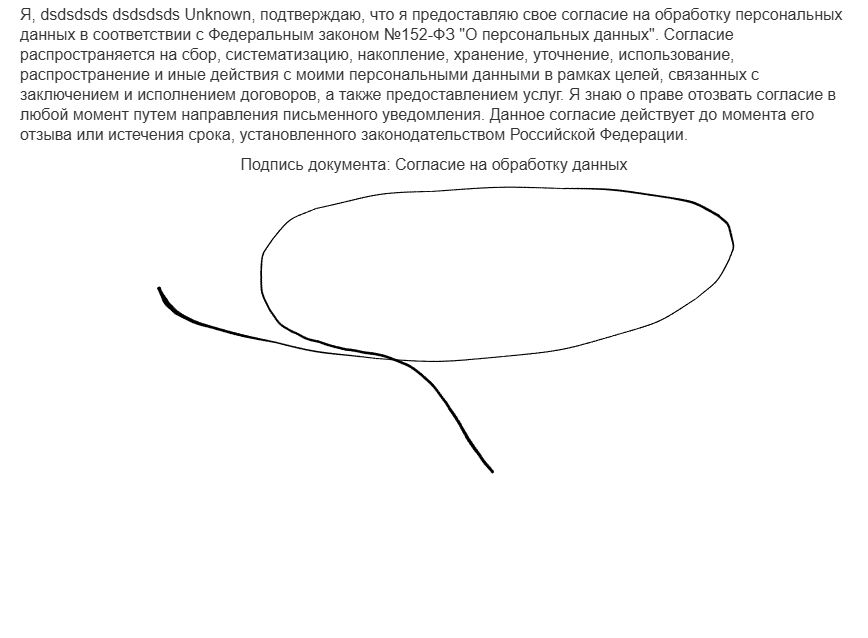 Я, dsdsdsds dsdsdsds Unknown, подтверждаю, что я предоставляю свое согласие на обработку персональных
данных в соответствии с Федеральным законом №152-ФЗ "О персональных данных". Согласие
распространяется на сбор, систематизацию, накопление, хранение, уточнение, использование,
распространение и иные действия с моими персональными данными в рамках целей, связанных с
заключением и исполнением договоров, а также предоставлением услуг. Я знаю о праве отозвать согласие в
любой момент путем направления письменного уведомления. Данное согласие действует до момента его
отзыва или истечения срока, установленного законодательством Российской Федерации.
Подпись документа: Согласие на обработку данных